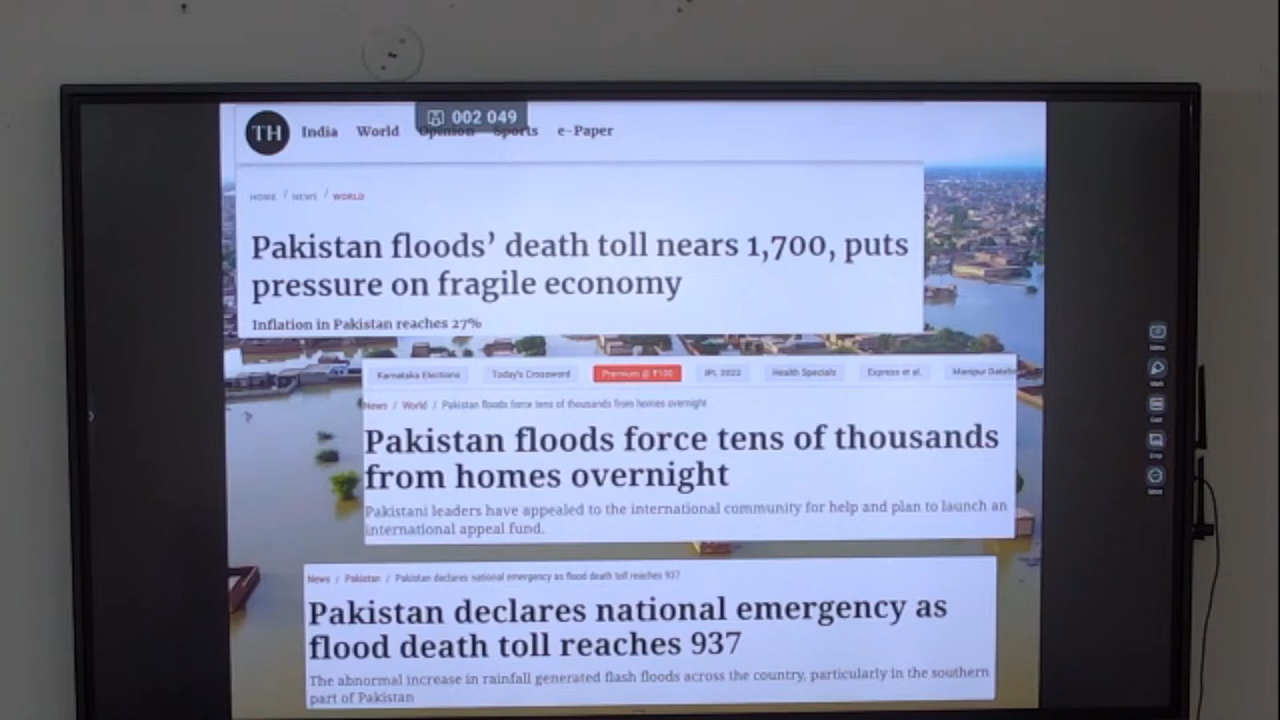 002 049
TH India World Opinion Sports e-Paper
HOME / NEWS / WORLD
Pakistan floods' death toll nears 1,700, puts
pressure on fragile economy
Inflation in Pakistan reaches 27%
Karnataka Elections Today's Crossword Premium @ ₹100 IPL 2023 Health Specials Express et al. Manipur
News / World / Pakistan floods force tens of thousands from homes overnight
Pakistan floods force tens of thousands
from homes overnight
Pakistani leaders have appealed to the international community for help and plan to launch an
international appeal fund.
News / Pakistan / Pakistan declares national emergency as flood death toll reaches 937
Pakistan declares national emergency as
flood death toll reaches 937
The abnormal increase in rainfall generated flash floods across the country, particularly in the southern
part of Pakistan